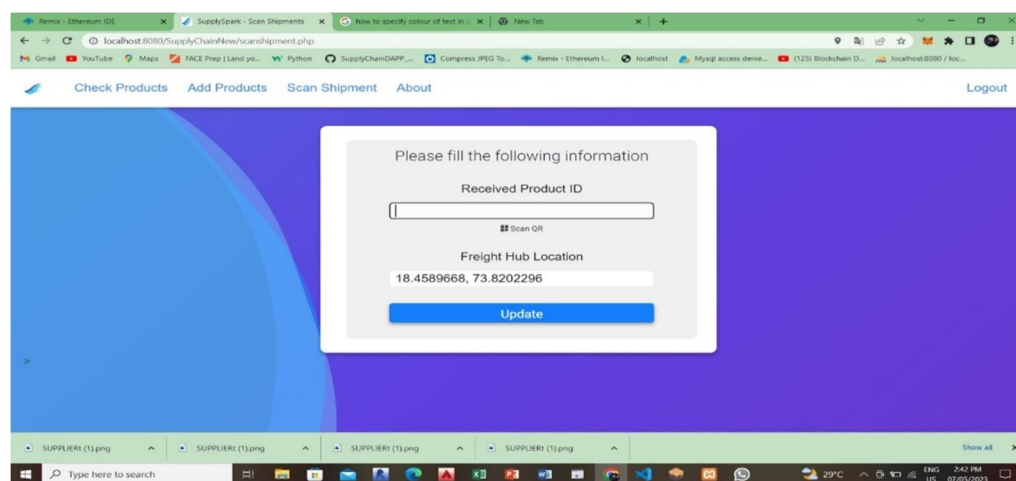 Remix - Ethereum IDE
SupplySpark - Scan Shipments
how to specify colour of text in
New Tab
localhost:8080/SupplyChainNew/scanshipment.php
Gmail
YouTube
Maps
FACE Prep | Land yo...
Python
SupplyChainDAPP_...
Compress JPEG To...
Remix - Ethereum I...
localhost
Mysql access denie...
(125) Blockchain D...
localhost:8080 / loc...
Check Products
Add Products
Scan Shipment
About
Logout
Please fill the following information
Received Product ID
Scan QR
Freight Hub Location
18.4589668, 73.8202296
Update
>
SUPPLIERt (1).png
SUPPLIERt (1).png
SUPPLIERt (1).png
SUPPLIERt (1).png
Show all
Type here to search
29°C
ENG
US
2:42 PM
07/05/2023